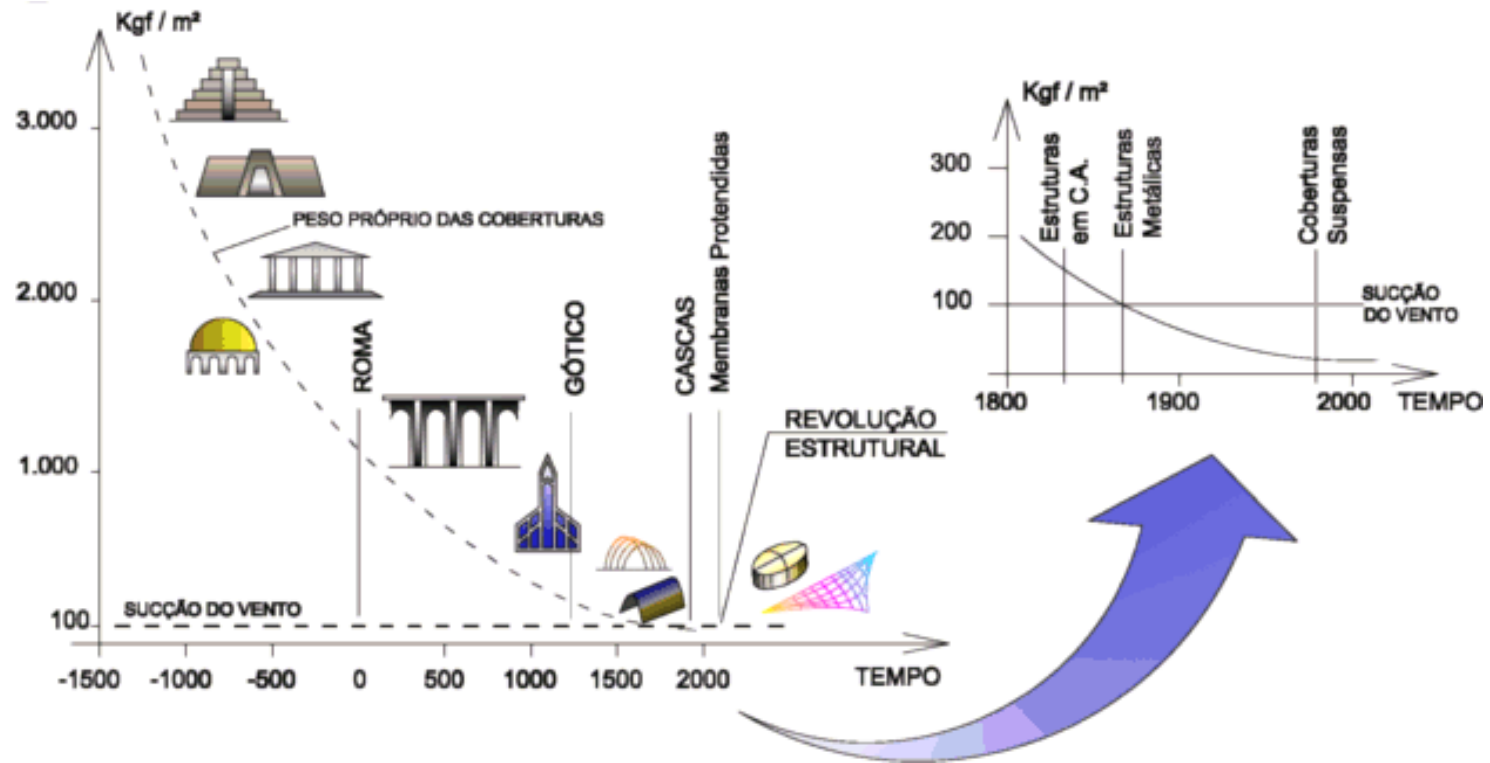 Kgf / m²
3.000
2.000
1.000
100
PESO PRÓPRIO DAS COBERTURAS
ROMA
GÓTICO
CASCAS
Membranas Protendidas
REVOLUÇÃO
ESTRUTURAL
SUCÇÃO DO VENTO
-1500 -1000 -500 0 500 1000 1500 2000 TEMPO
Kgf / m²
300
200
100
Estruturas
em C.A.
Estruturas
Metálicas
Coberturas
Suspensas
SUCÇÃO
DO VENTO
1800 1900 2000 TEMPO